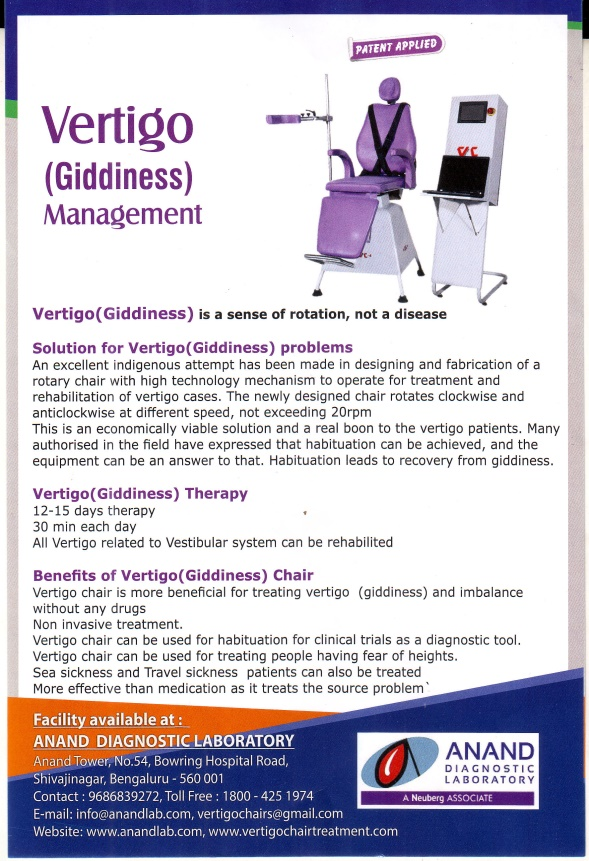 PATENT APPLIED
Vertigo
(Giddiness)
Management
Vertigo(Giddiness) is a sense of rotation, not a disease
Solution for Vertigo(Giddiness) problems
An excellent indigenous attempt has been made in designing and fabrication of a
rotary chair with high technology mechanism to operate for treatment and
rehabilitation of vertigo cases. The newly designed chair rotates clockwise and
anticlockwise at different speed, not exceeding 20rpm
This is an economically viable solution and a real boon to the vertigo patients. Many
authorised in the field have expressed that habituation can be achieved, and the
equipment can be an answer to that. Habituation leads to recovery from giddiness.
Vertigo(Giddiness) Therapy
12-15 days therapy
30 min each day
All Vertigo related to Vestibular system can be rehabilited
Benefits of Vertigo(Giddiness) Chair
Vertigo chair is more beneficial for treating vertigo (giddiness) and imbalance
without any drugs
Non invasive treatment.
Vertigo chair can be used for habituation for clinical trials as a diagnostic tool.
Vertigo chair can be used for treating people having fear of heights.
Sea sickness and Travel sickness patients can also be treated
More effective than medication as it treats the source problem`
Facility available at :
ANAND DIAGNOSTIC LABORATORY
Anand Tower, No.54, Bowring Hospital Road,
Shivajinagar, Bengaluru - 560 001
Contact : 9686839272, Toll Free : 1800 - 425 1974
E-mail: info@anandlab.com, vertigochairs@gmail.com
Website: www.anandlab.com, www.vertigochairtreatment.com
ANAND
DIAGNOSTIC
LABORATORY
A Neuberg ASSOCIATE